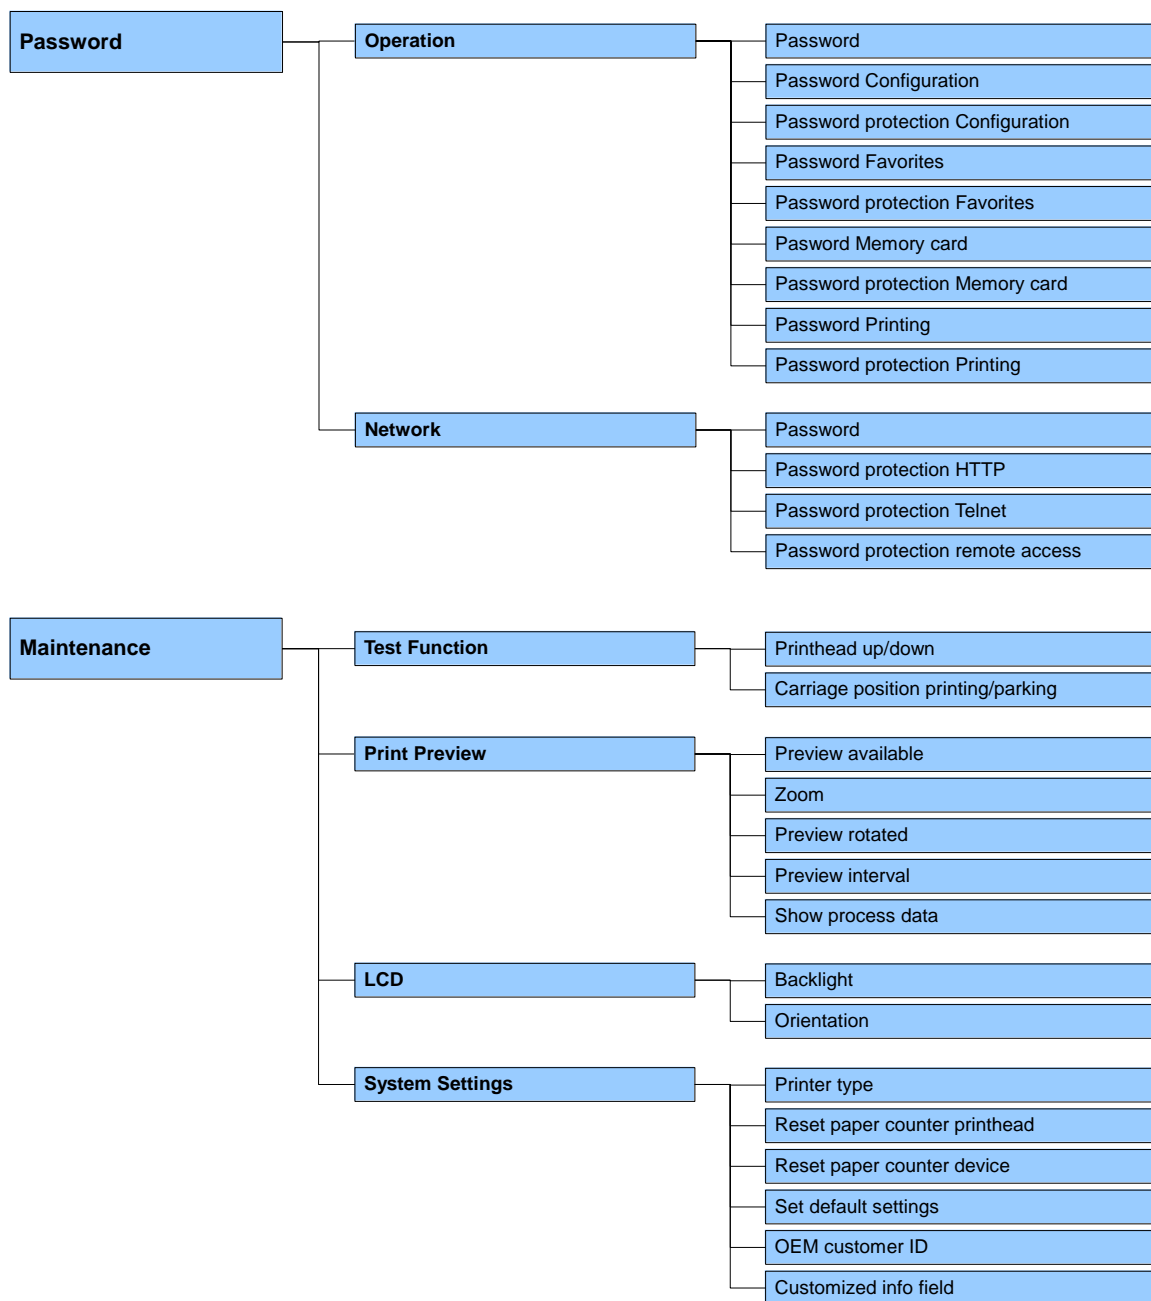 Password
Operation
Password
Password Configuration
Password protection Configuration
Password Favorites
Password protection Favorites
Pasword Memory card
Password protection Memory card
Password Printing
Password protection Printing
Network
Password
Password protection HTTP
Password protection Telnet
Password protection remote access
Maintenance
Test Function
Printhead up/down
Carriage position printing/parking
Print Preview
Preview available
Zoom
Preview rotated
Preview interval
Show process data
LCD
Backlight
Orientation
System Settings
Printer type
Reset paper counter printhead
Reset paper counter device
Set default settings
OEM customer ID
Customized info field